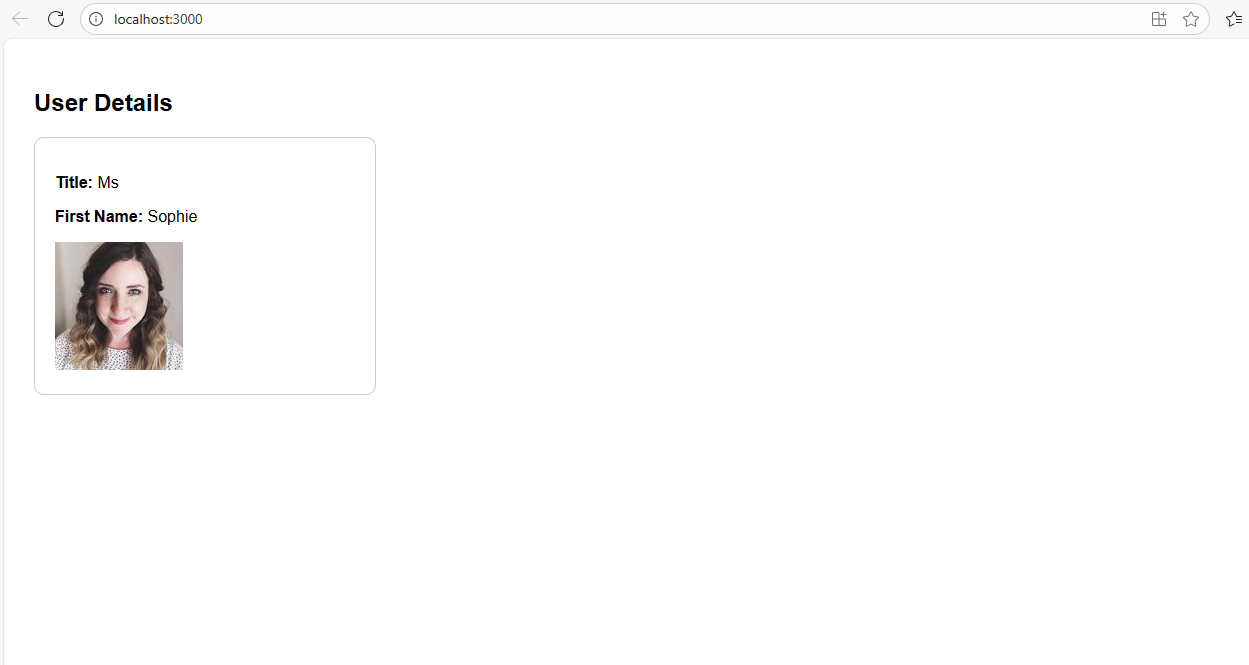 localhost:3000
User Details
Title: Ms
First Name: Sophie